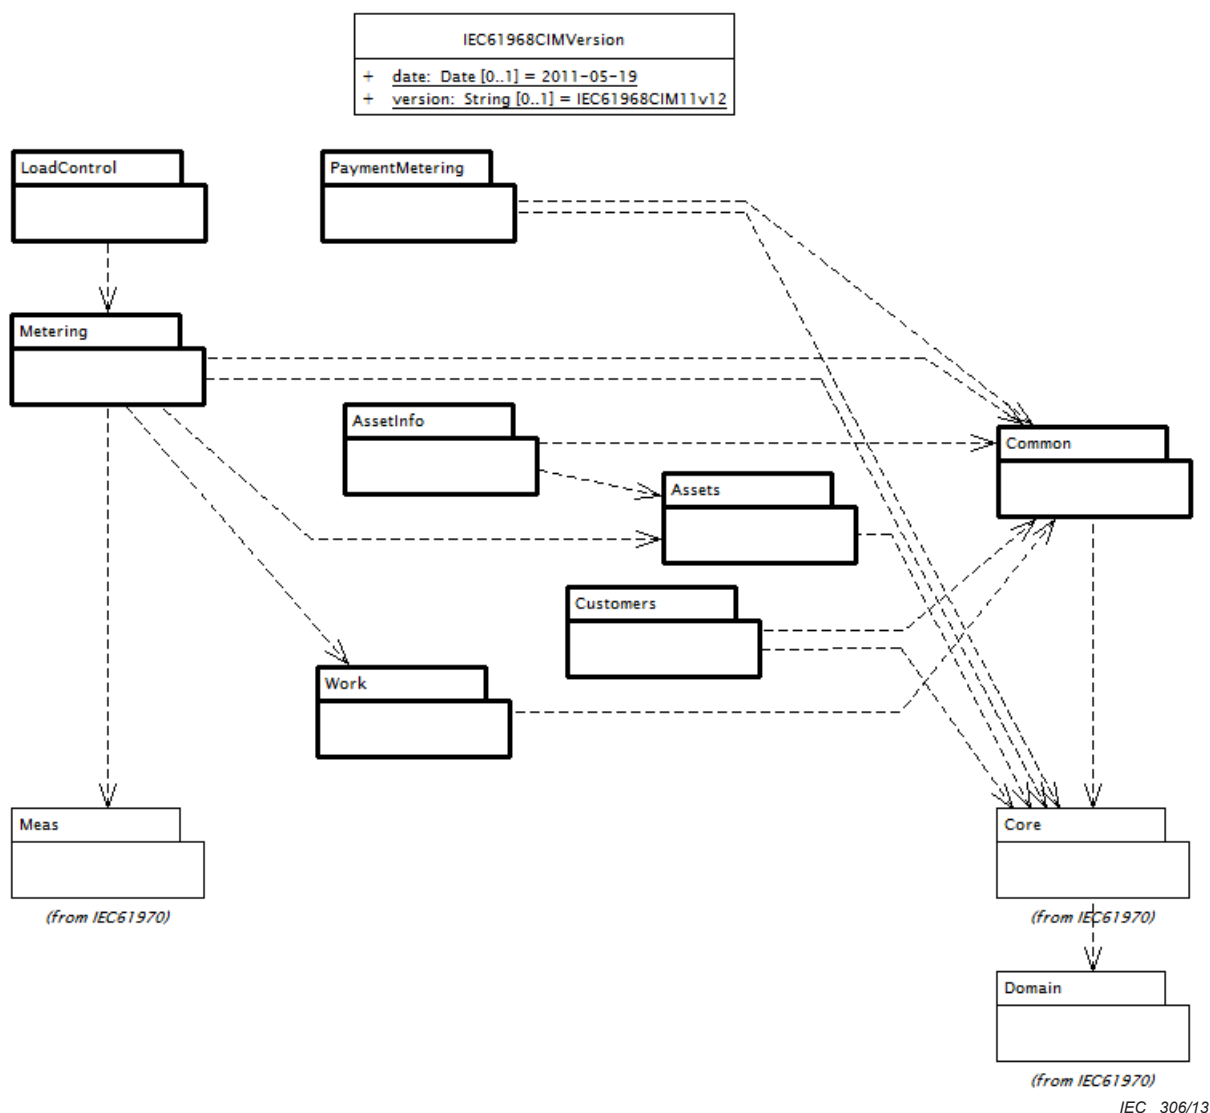 IEC61968CIMVersion
+ date: Date [0..1] = 2011-05-19
+ version: String [0..1] = IEC61968CIM11v12
LoadControl
PaymentMetering
Metering
AssetInfo
Common
Assets
Customers
Work
Meas
Core
(from IEC61970)
(from IEC61970)
Domain
(from IEC61970)
IEC 306/13